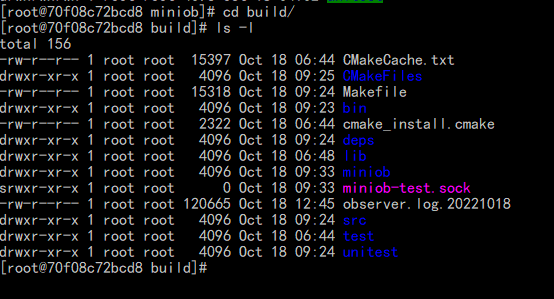 [root@70f08c72bcd8 miniob]# cd build/
[root@70f08c72bcd8 build]# ls -l
total 156
-rw-r--r-- 1 root root  15397 Oct 18 06:44 CMakeCache.txt
drwxr-xr-x 1 root root   4096 Oct 18 09:25 CMakeFiles
-rw-r--r-- 1 root root  15318 Oct 18 09:24 Makefile
drwxr-xr-x 1 root root   4096 Oct 18 09:23 bin
-rw-r--r-- 1 root root   2322 Oct 18 06:44 cmake_install.cmake
drwxr-xr-x 1 root root   4096 Oct 18 09:24 deps
drwxr-xr-x 1 root root   4096 Oct 18 06:48 lib
drwxr-xr-x 1 root root   4096 Oct 18 09:33 miniob
srwxr-xr-x 1 root root      0 Oct 18 09:33 miniob-test.sock
-rw-r--r-- 1 root root 120665 Oct 18 12:45 observer.log.20221018
drwxr-xr-x 1 root root   4096 Oct 18 09:24 src
drwxr-xr-x 1 root root   4096 Oct 18 06:44 test
drwxr-xr-x 1 root root   4096 Oct 18 09:24 unitest
[root@70f08c72bcd8 build]#